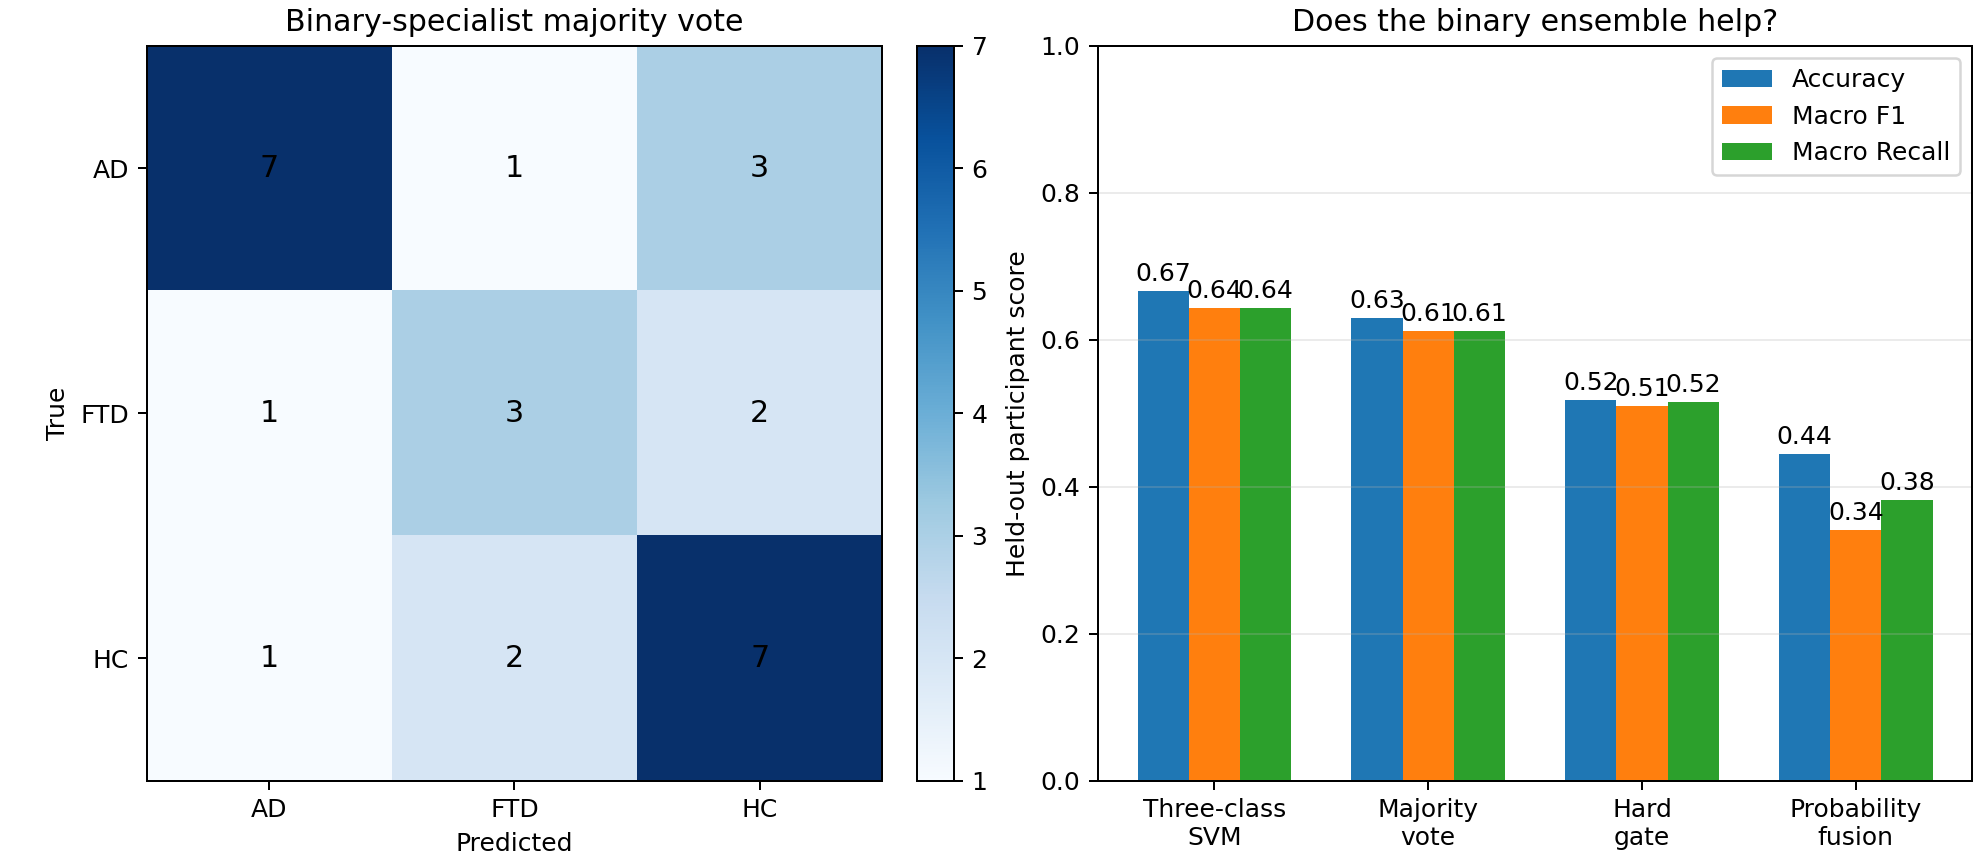 Binary-specialist majority vote
AD
FTD
HC
True
7
1
3
1
3
2
1
2
7
AD
FTD
HC
Predicted
7
6
5
4
3
2
1
Does the binary ensemble help?
Held-out participant score
1.0
0.8
0.6
0.4
0.2
0.0
Accuracy
Macro F1
Macro Recall
0.67
0.64
0.64
0.63
0.61
0.61
0.52
0.51
0.52
0.44
0.34
0.38
Three-class
SVM
Majority
vote
Hard
gate
Probability
fusion